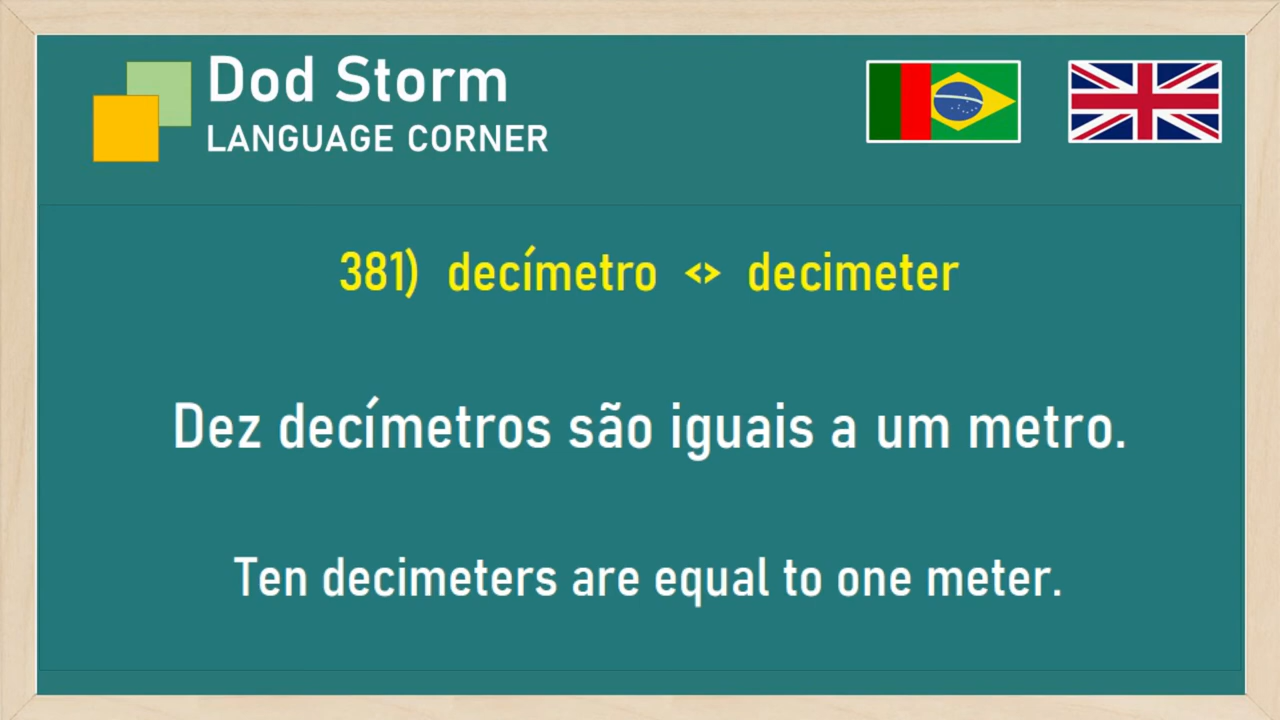 Dod Storm
LANGUAGE CORNER
381) decímetro <> decimeter
Dez decímetros são iguais a um metro.
Ten decimeters are equal to one meter.